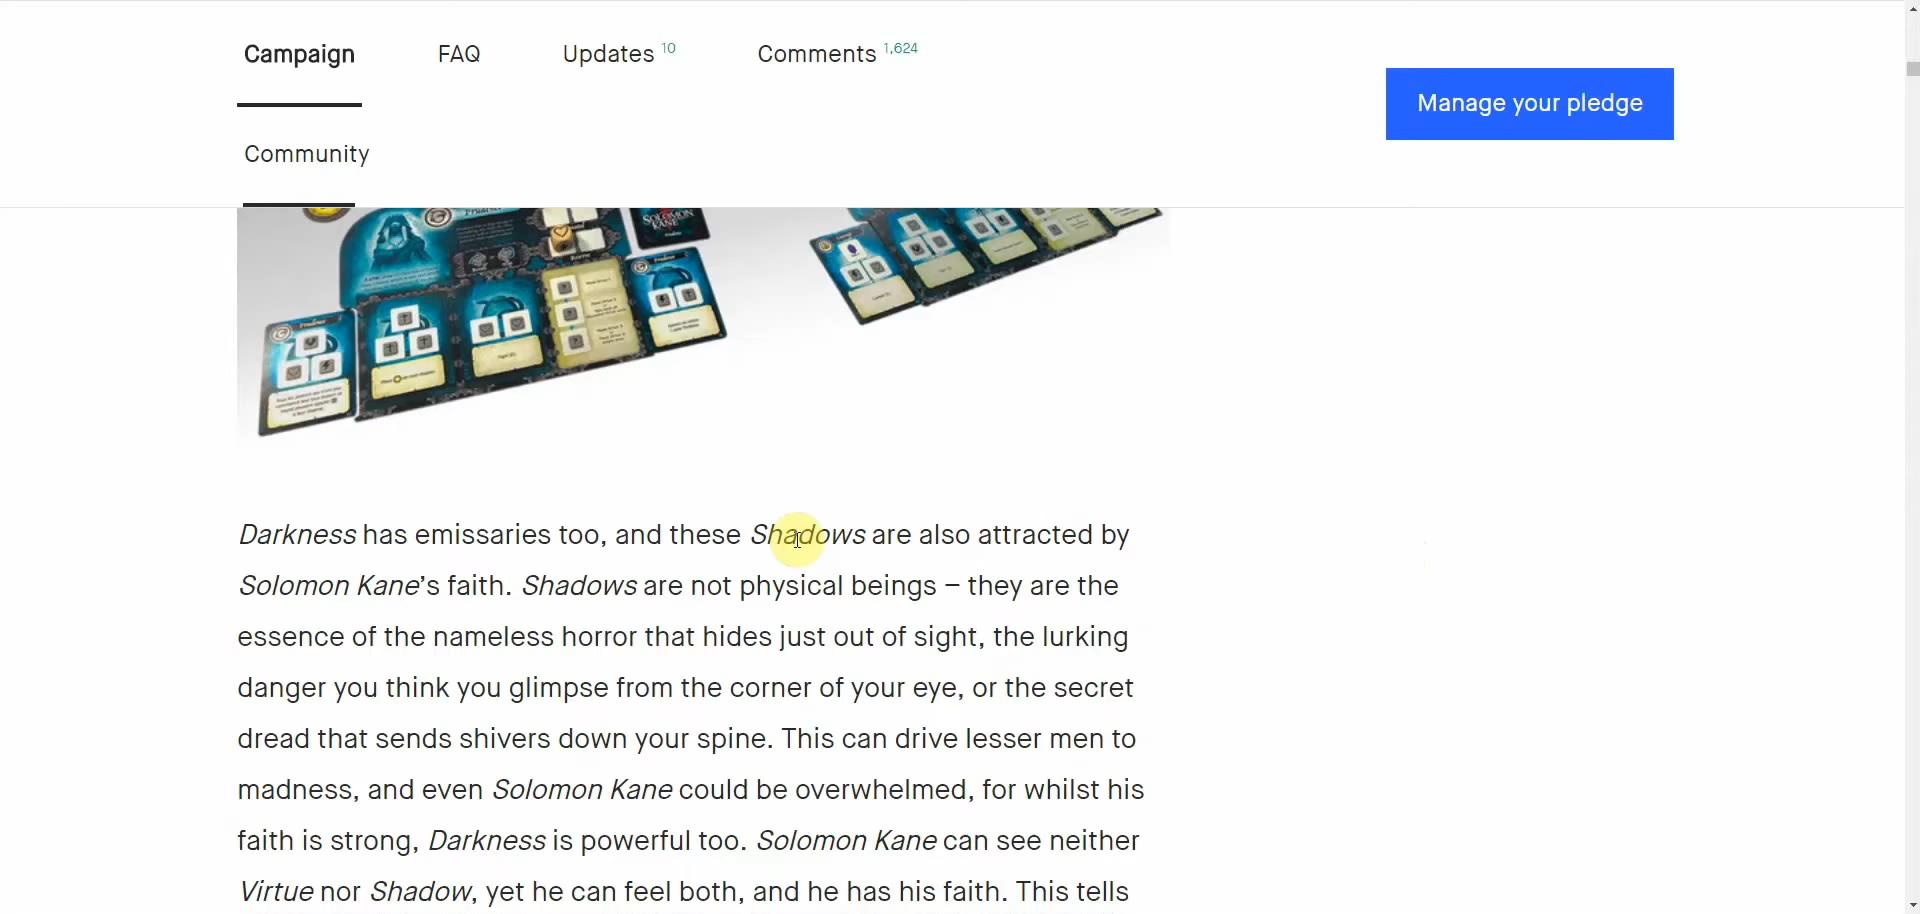 Campaign
FAQ
Updates 10
Comments 1,624
Manage your pledge
Community
SOLOMON
KANE
Darkness has emissaries too, and these Shadows are also attracted by
Solomon Kane’s faith. Shadows are not physical beings – they are the
essence of the nameless horror that hides just out of sight, the lurking
danger you think you glimpse from the corner of your eye, or the secret
dread that sends shivers down your spine. This can drive lesser men to
madness, and even Solomon Kane could be overwhelmed, for whilst his
faith is strong, Darkness is powerful too. Solomon Kane can see neither
Virtue nor Shadow, yet he can feel both, and he has his faith. This tells